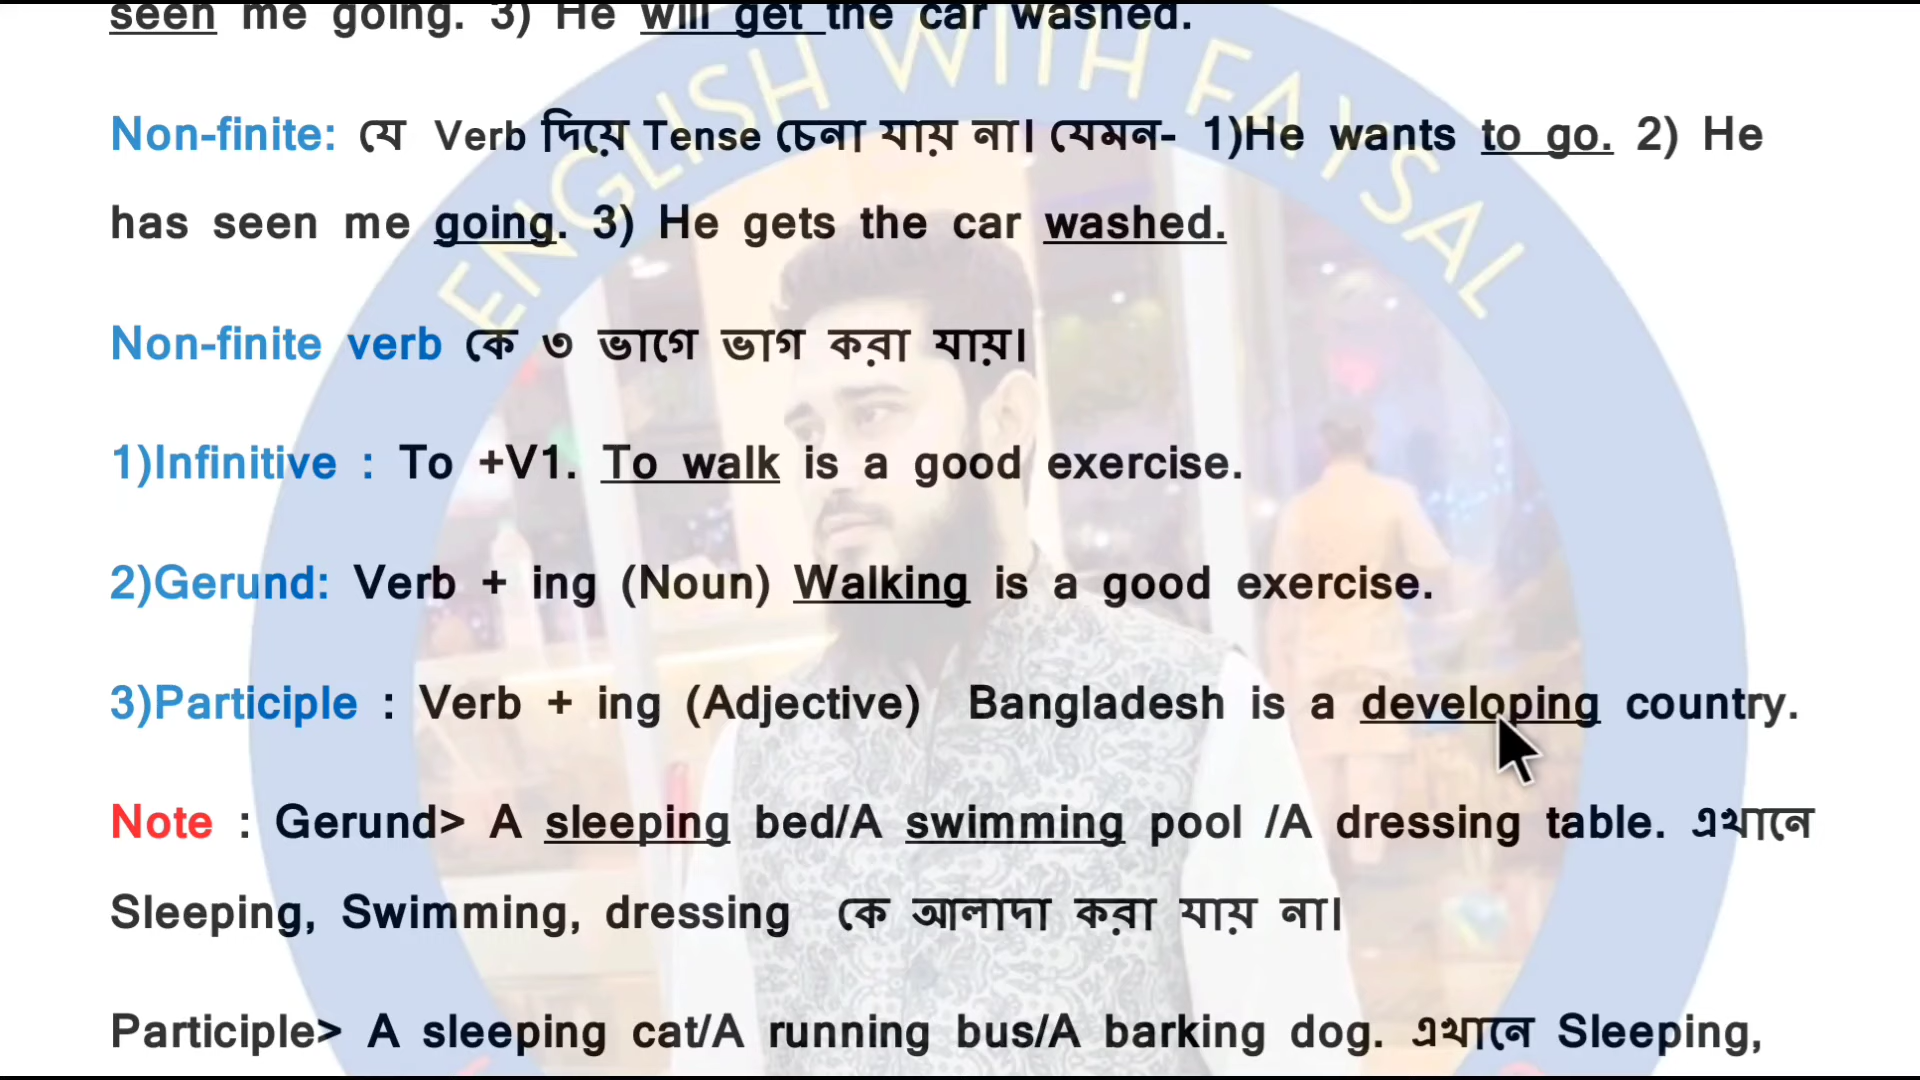 seen me going. 3) He will get the car washed.
ENGLISH WITH FAYSAL
Non-finite: যে Verb দিয়ে Tense চেনা যায় না। যেমন- 1)He wants to go. 2) He
has seen me going. 3) He gets the car washed.
Non-finite verb কে ৩ ভাগে ভাগ করা যায়।
1)Infinitive : To +V1. To walk is a good exercise.
2)Gerund: Verb + ing (Noun) Walking is a good exercise.
3)Participle : Verb + ing (Adjective) Bangladesh is a developing country.
Note : Gerund> A sleeping bed/A swimming pool /A dressing table. এখানে
Sleeping, Swimming, dressing কে আলাদা করা যায় না।
Participle> A sleeping cat/A running bus/A barking dog. এখানে Sleeping,